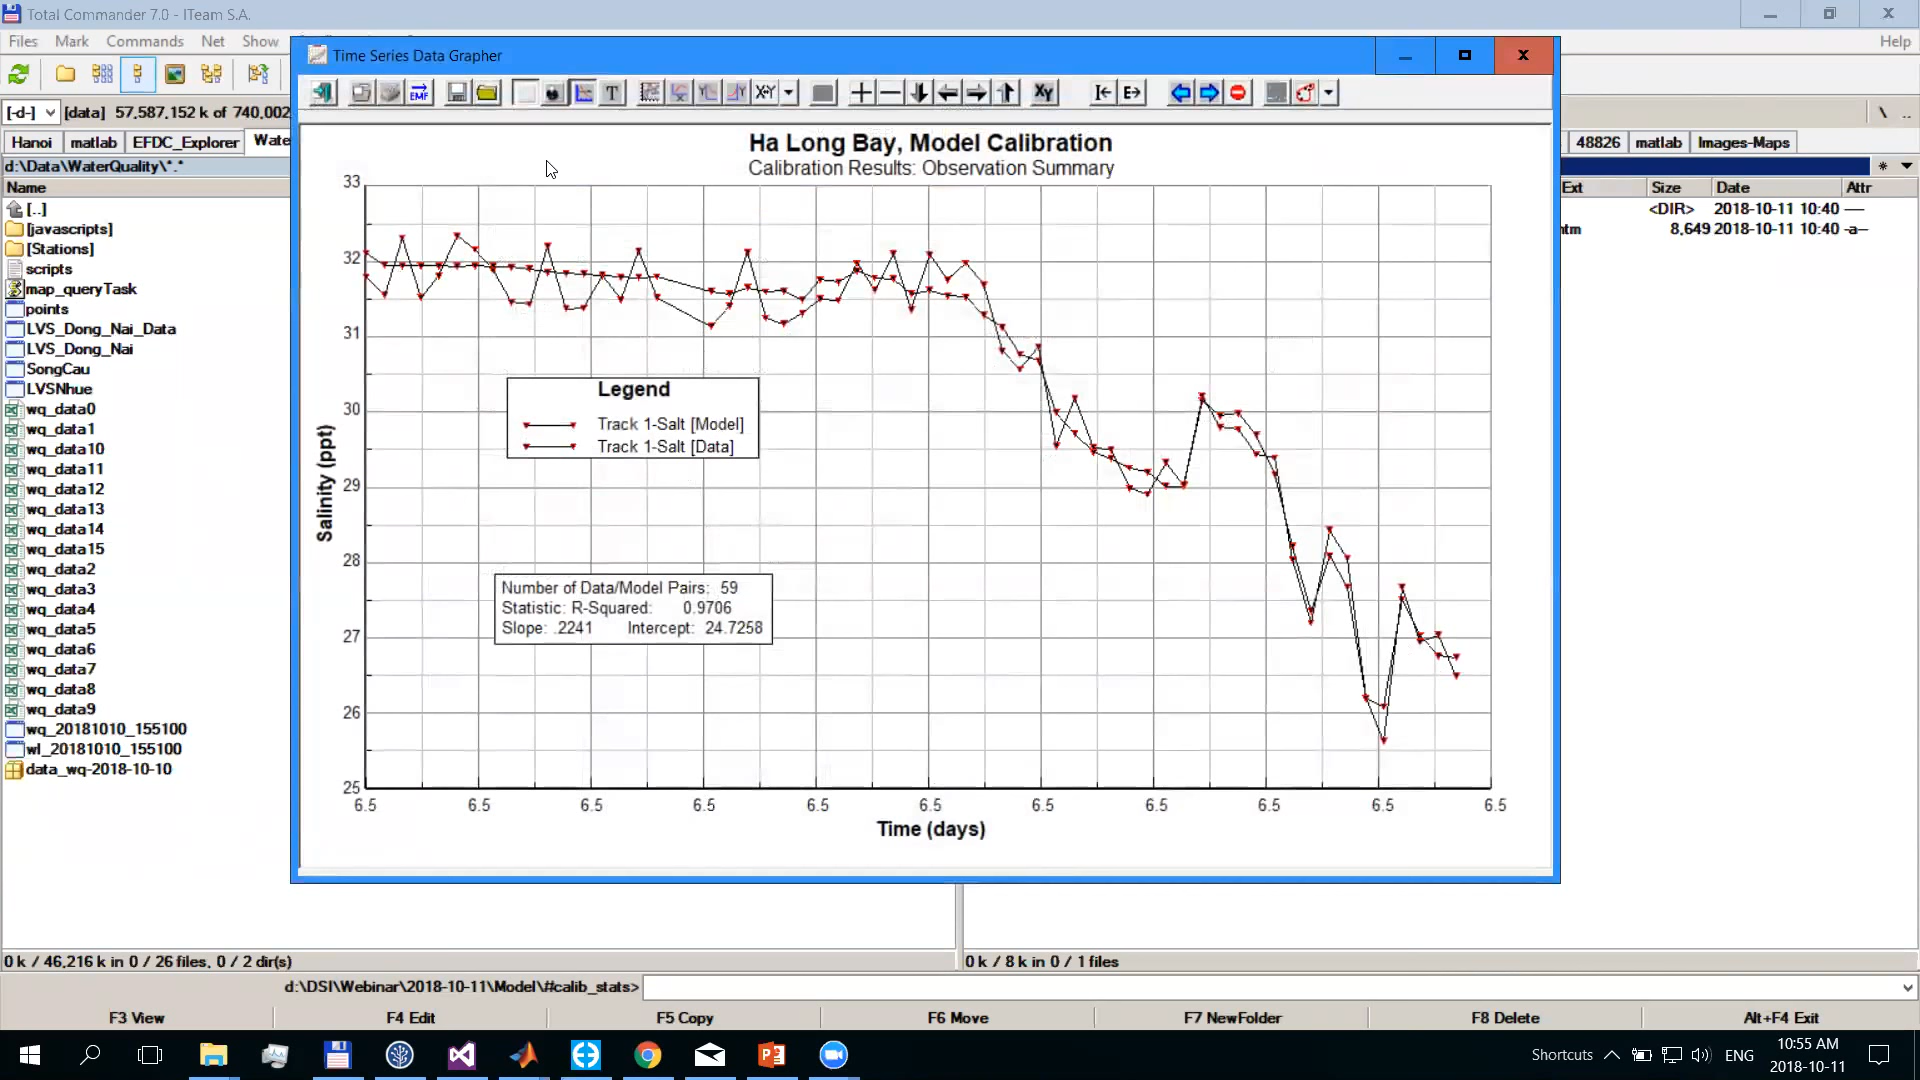 Total Commander 7.0 - ITeam S.A.
Files Mark Commands Net Show Help
Time Series Data Grapher
EMF T X-Y XY E
[-d-] [data] 57,587,152 k of 740,002
Hanoi matlab EFDC_Explorer Wate 48826 matlab Images-Maps
d:\Data\WaterQuality\*.* * 
Name Ext Size Date Attr
[..] <DIR> 2018-10-11 10:40 ----
[javascripts] htm 8,649 2018-10-11 10:40 -a--
[Stations]
scripts
map_queryTask
points
LVS_Dong_Nai_Data
LVS_Dong_Nai
SongCau
LVSNhue
wq_data0
wq_data1
wq_data10
wq_data11
wq_data12
wq_data13
wq_data14
wq_data15
wq_data2
wq_data3
wq_data4
wq_data5
wq_data6
wq_data7
wq_data8
wq_data9
wq_20181010_155100
wl_20181010_155100
data_wq-2018-10-10
Ha Long Bay, Model Calibration
Calibration Results: Observation Summary
33
32
31
30
29
28
27
26
25
Salinity (ppt)
Legend
Track 1-Salt [Model]
Track 1-Salt [Data]
Number of Data/Model Pairs: 59
Statistic: R-Squared: 0.9706
Slope: .2241 Intercept: 24.7258
6.5 6.5 6.5 6.5 6.5 6.5 6.5 6.5 6.5 6.5 6.5
Time (days)
0 k / 46,216 k in 0 / 26 files, 0 / 2 dir(s) 0 k / 8 k in 0 / 1 files
d:\DSI\Webinar\2018-10-11\Model\#calib_stats>
F3 View F4 Edit F5 Copy F6 Move F7 NewFolder F8 Delete Alt+F4 Exit
Shortcuts ENG 10:55 AM
2018-10-11